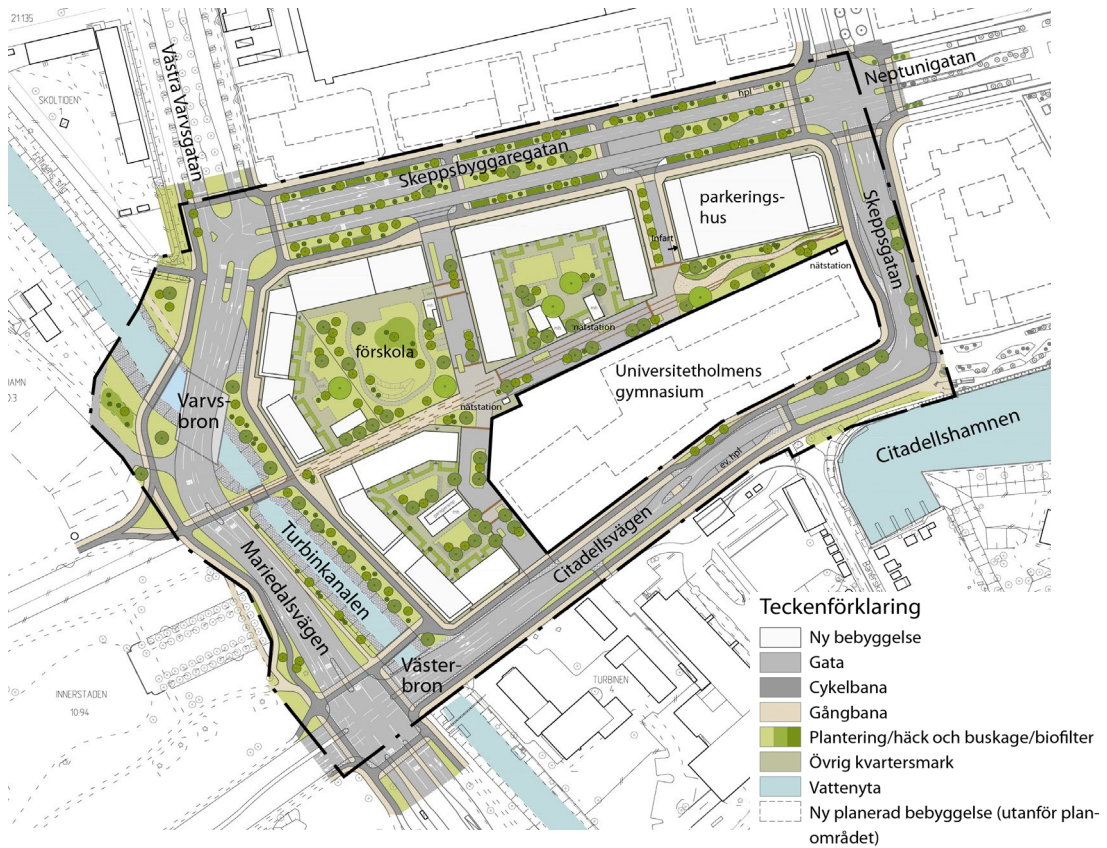 21:135
SKOLTIDEN
Västra Varvsgatan
Neptunigatan
hpl
Skeppsbyggaregatan
parkerings-
hus
Infart
Skeppsgatan
nätstation
nätstation
förskola
Universitetholmens
gymnasium
nätstation
Varvs-
bron
Citadellshamnen
ev. hpl
Turbinkanalen
Mariedalsvägen
Citadellsvägen
Väster-
bron
INNERSTADEN
10:94
TURBINEN
4
Teckenförklaring
Ny bebyggelse
Gata
Cykelbana
Gångbana
Plantering/häck och buskage/biofilter
Övrig kvartersmark
Vattenyta
Ny planerad bebyggelse (utanför plan-
området)